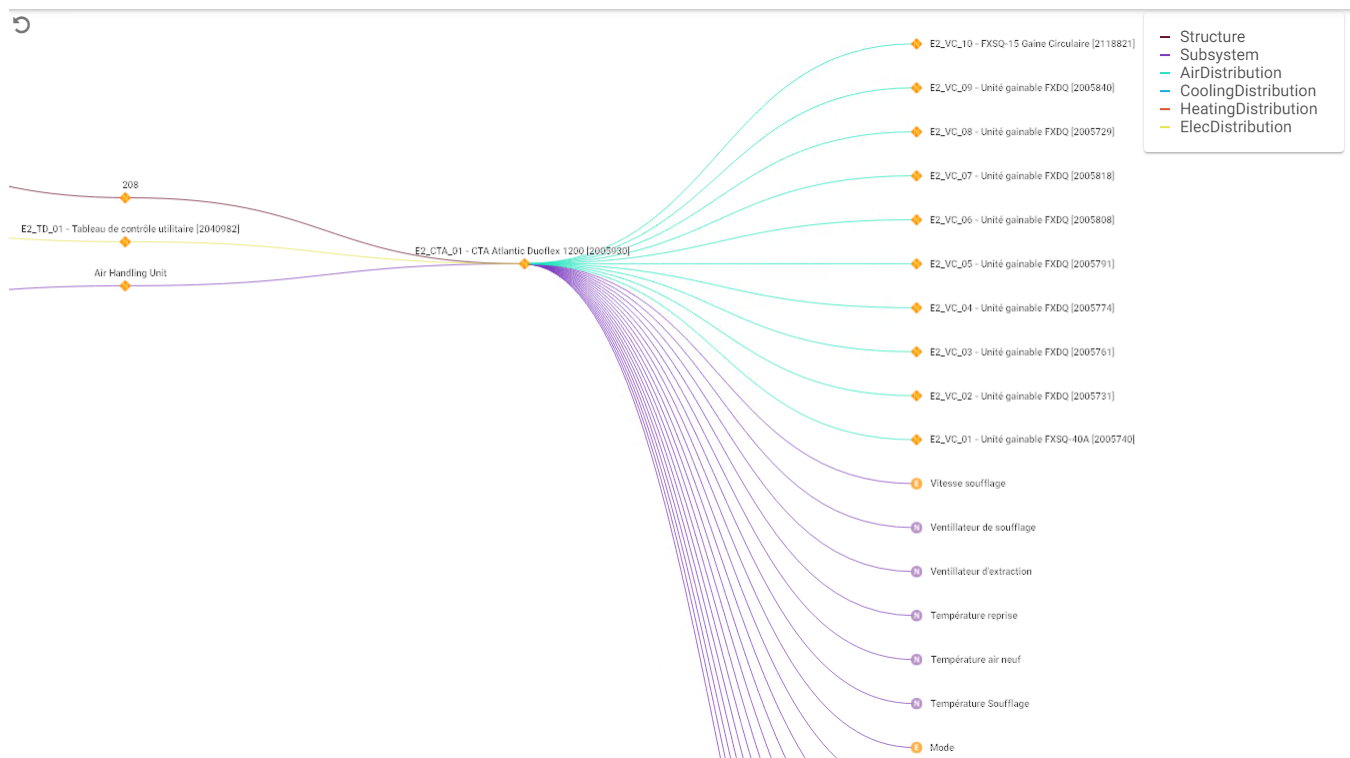 E2_VC_10 - FXSQ-15 Gaine Circulaire [2118821]
Structure
Subsystem
AirDistribution
CoolingDistribution
HeatingDistribution
ElecDistribution
E2_VC_09 - Unité gainable FXDQ [2005840]
E2_VC_08 - Unité gainable FXDQ [2005729]
E2_VC_07 - Unité gainable FXDQ [2005818]
208
E2_VC_06 - Unité gainable FXDQ [2005808]
E2_TD_01 - Tableau de contrôle utilitaire [2040982]
E2_CTA_01 - CTA Atlantic Duoflex 1200 [2005930]
E2_VC_05 - Unité gainable FXDQ [2005791]
Air Handling Unit
E2_VC_04 - Unité gainable FXDQ [2005774]
E2_VC_03 - Unité gainable FXDQ [2005761]
E2_VC_02 - Unité gainable FXDQ [2005731]
E2_VC_01 - Unité gainable FXSQ-40A [2005740]
E Vitesse soufflage
N Ventillateur de soufflage
N Ventillateur d'extraction
N Température reprise
N Température air neuf
N Température Soufflage
E Mode